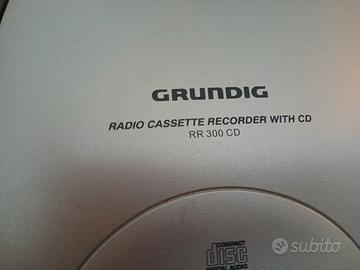 GRUNDIG
RADIO CASSETTE RECORDER WITH CD
RR 300 CD
COMPACT
disc
DIGITAL AUDIO
subito